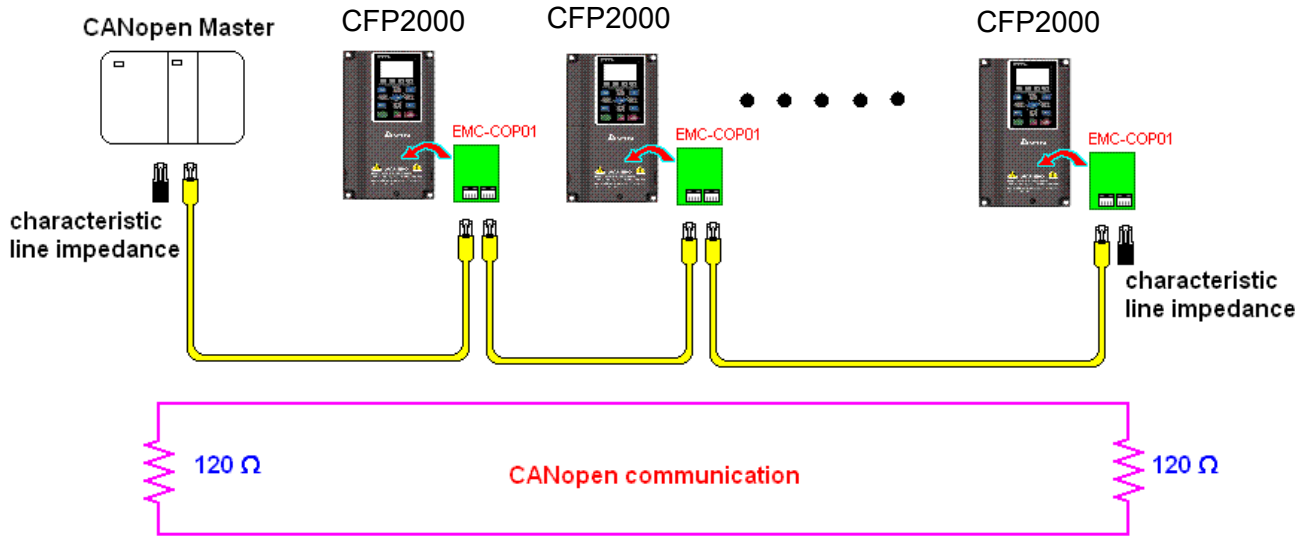 CANopen Master
CFP2000
CFP2000
CFP2000
EMC-COP01
EMC-COP01
EMC-COP01
characteristic
line impedance
characteristic
line impedance
120 Ω
CANopen communication
120 Ω